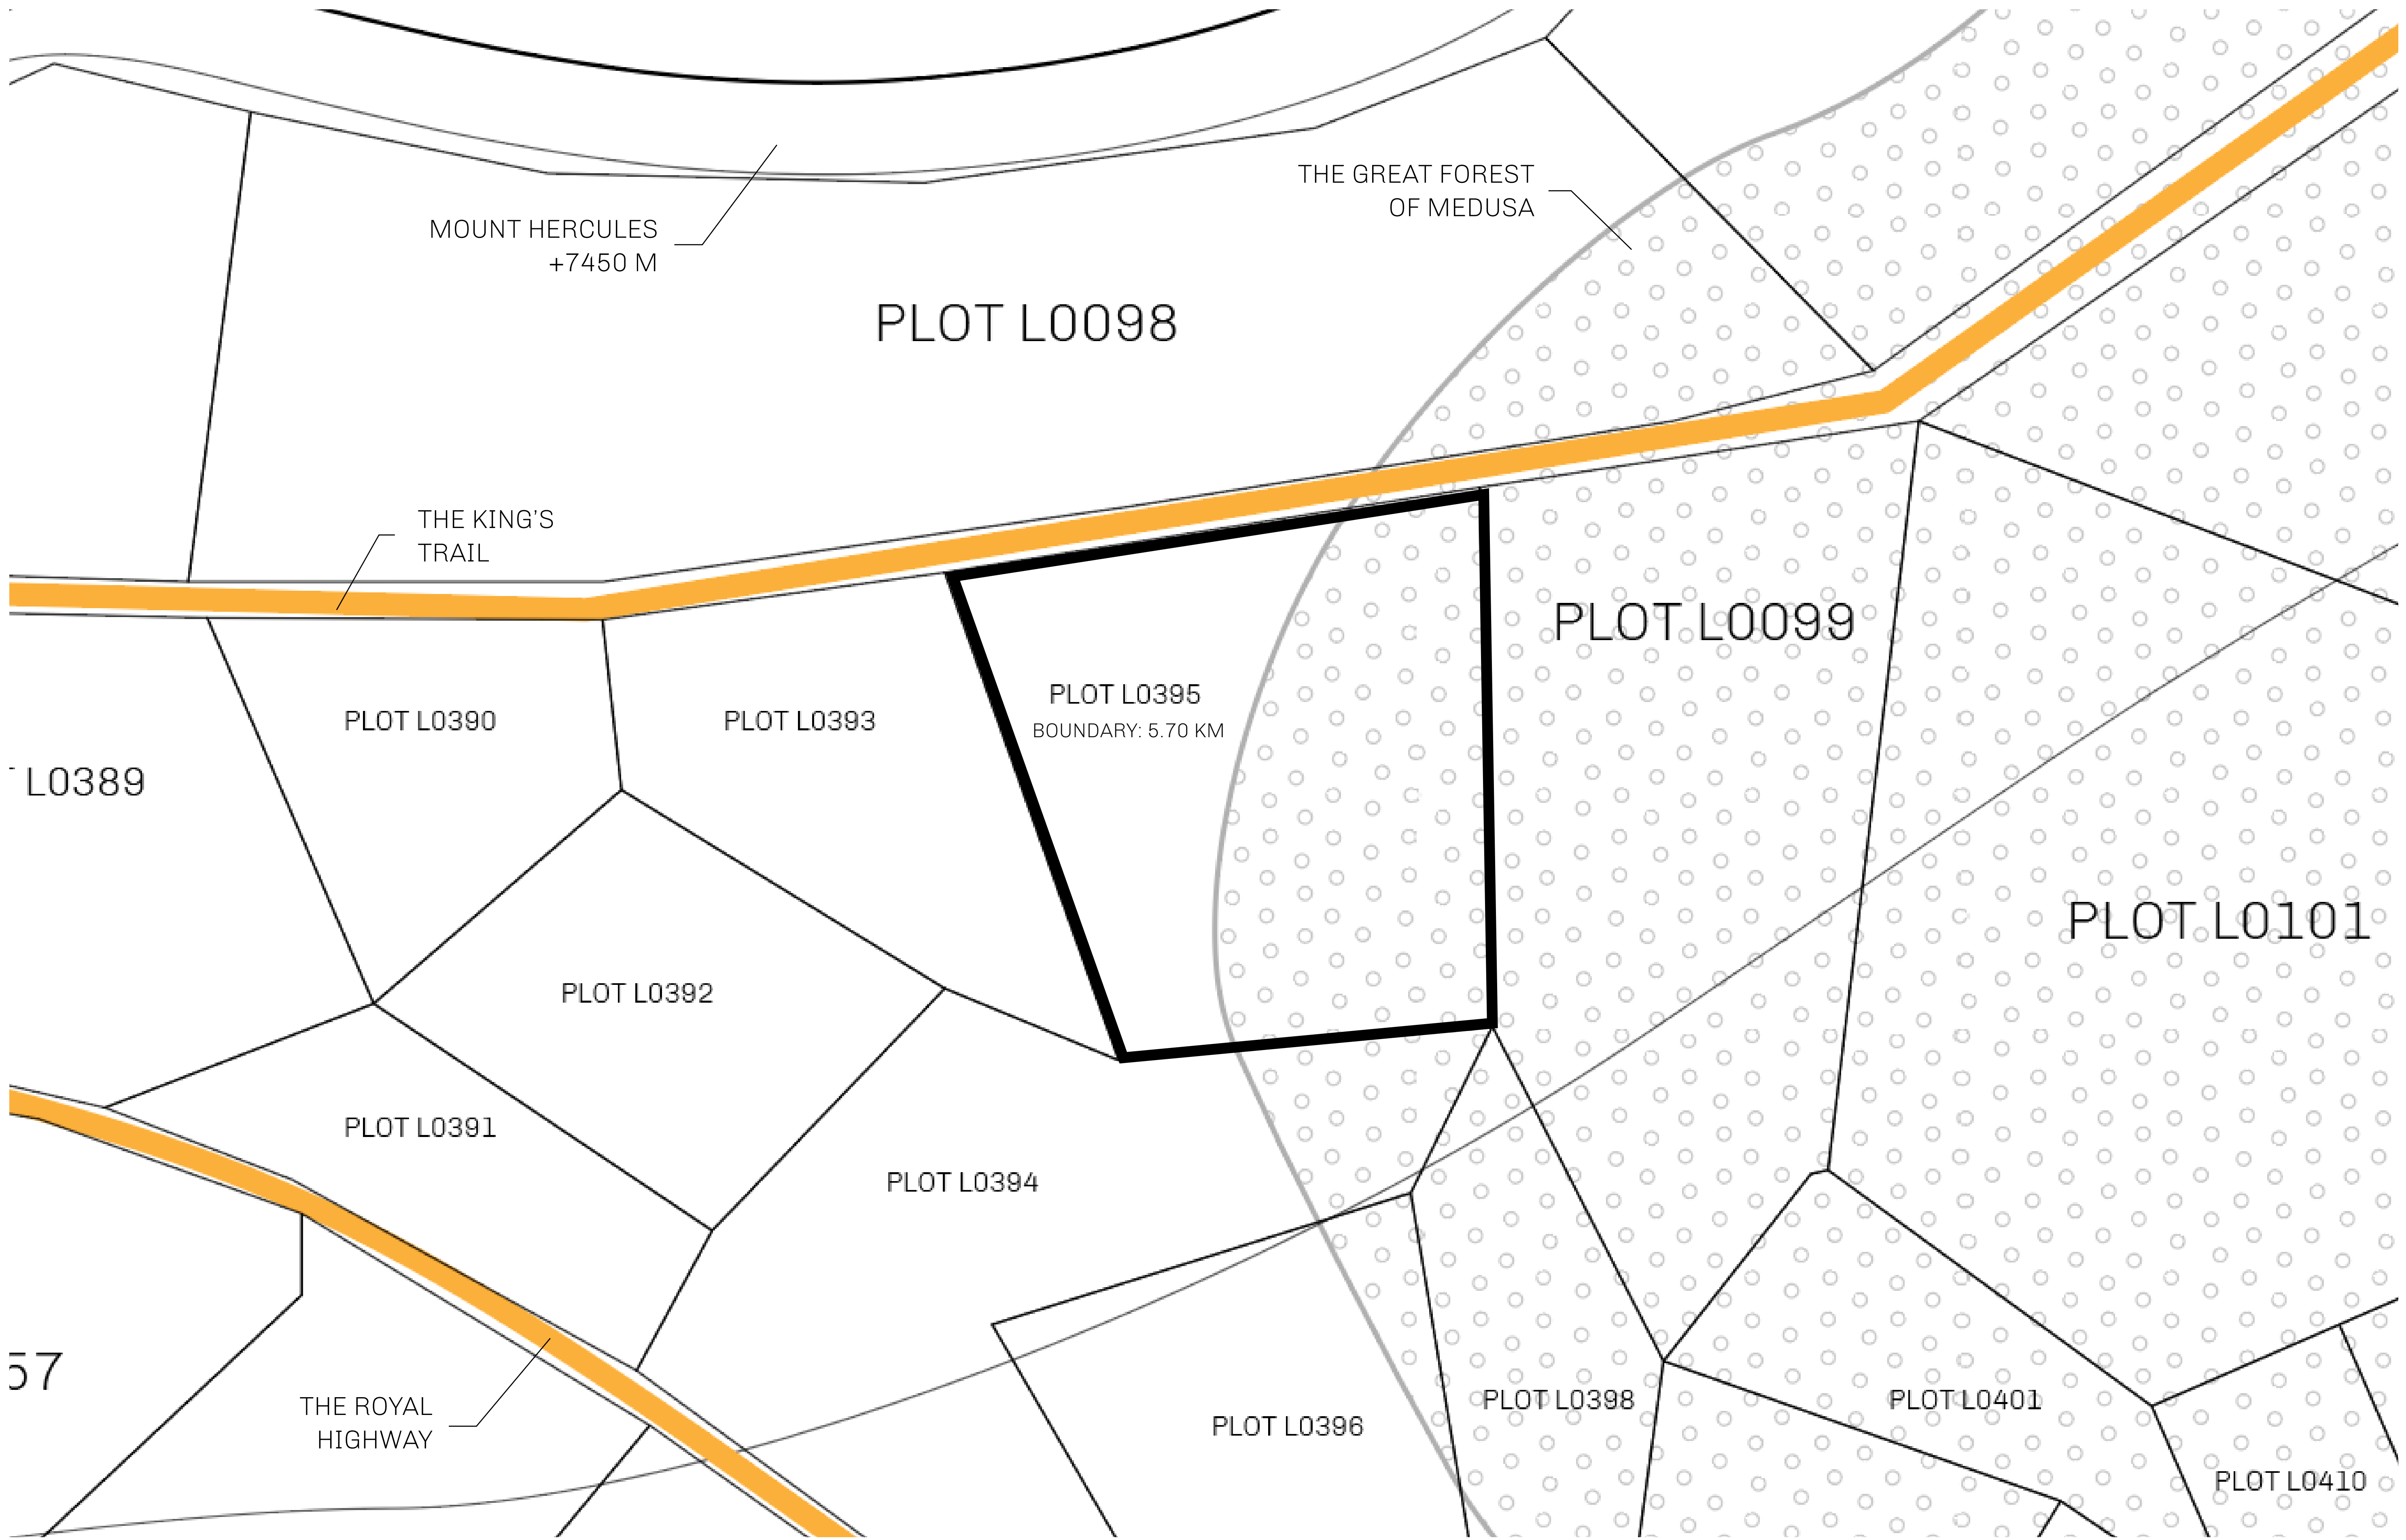 THE GREAT FOREST
OF MEDUSA
MOUNT HERCULES
+7450 M
PLOT L0098
THE KING'S
TRAIL
PLOT L0099
PLOT L0395
BOUNDARY: 5.70 KM
PLOT L0390
PLOT L0393
L0389
PLOT L0101
PLOT L0392
PLOT L0391
PLOT L0394
57
THE ROYAL
HIGHWAY
PLOT L0396
PLOT L0398
PLOT L0401
PLOT L0410